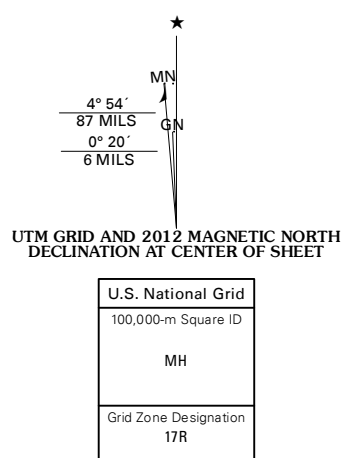 MN
4° 54´
87 MILS
GN
0° 20´
6 MILS
UTM GRID AND 2012 MAGNETIC NORTH
DECLINATION AT CENTER OF SHEET
U.S. National Grid
100,000-m Square ID
MH
Grid Zone Designation
17R